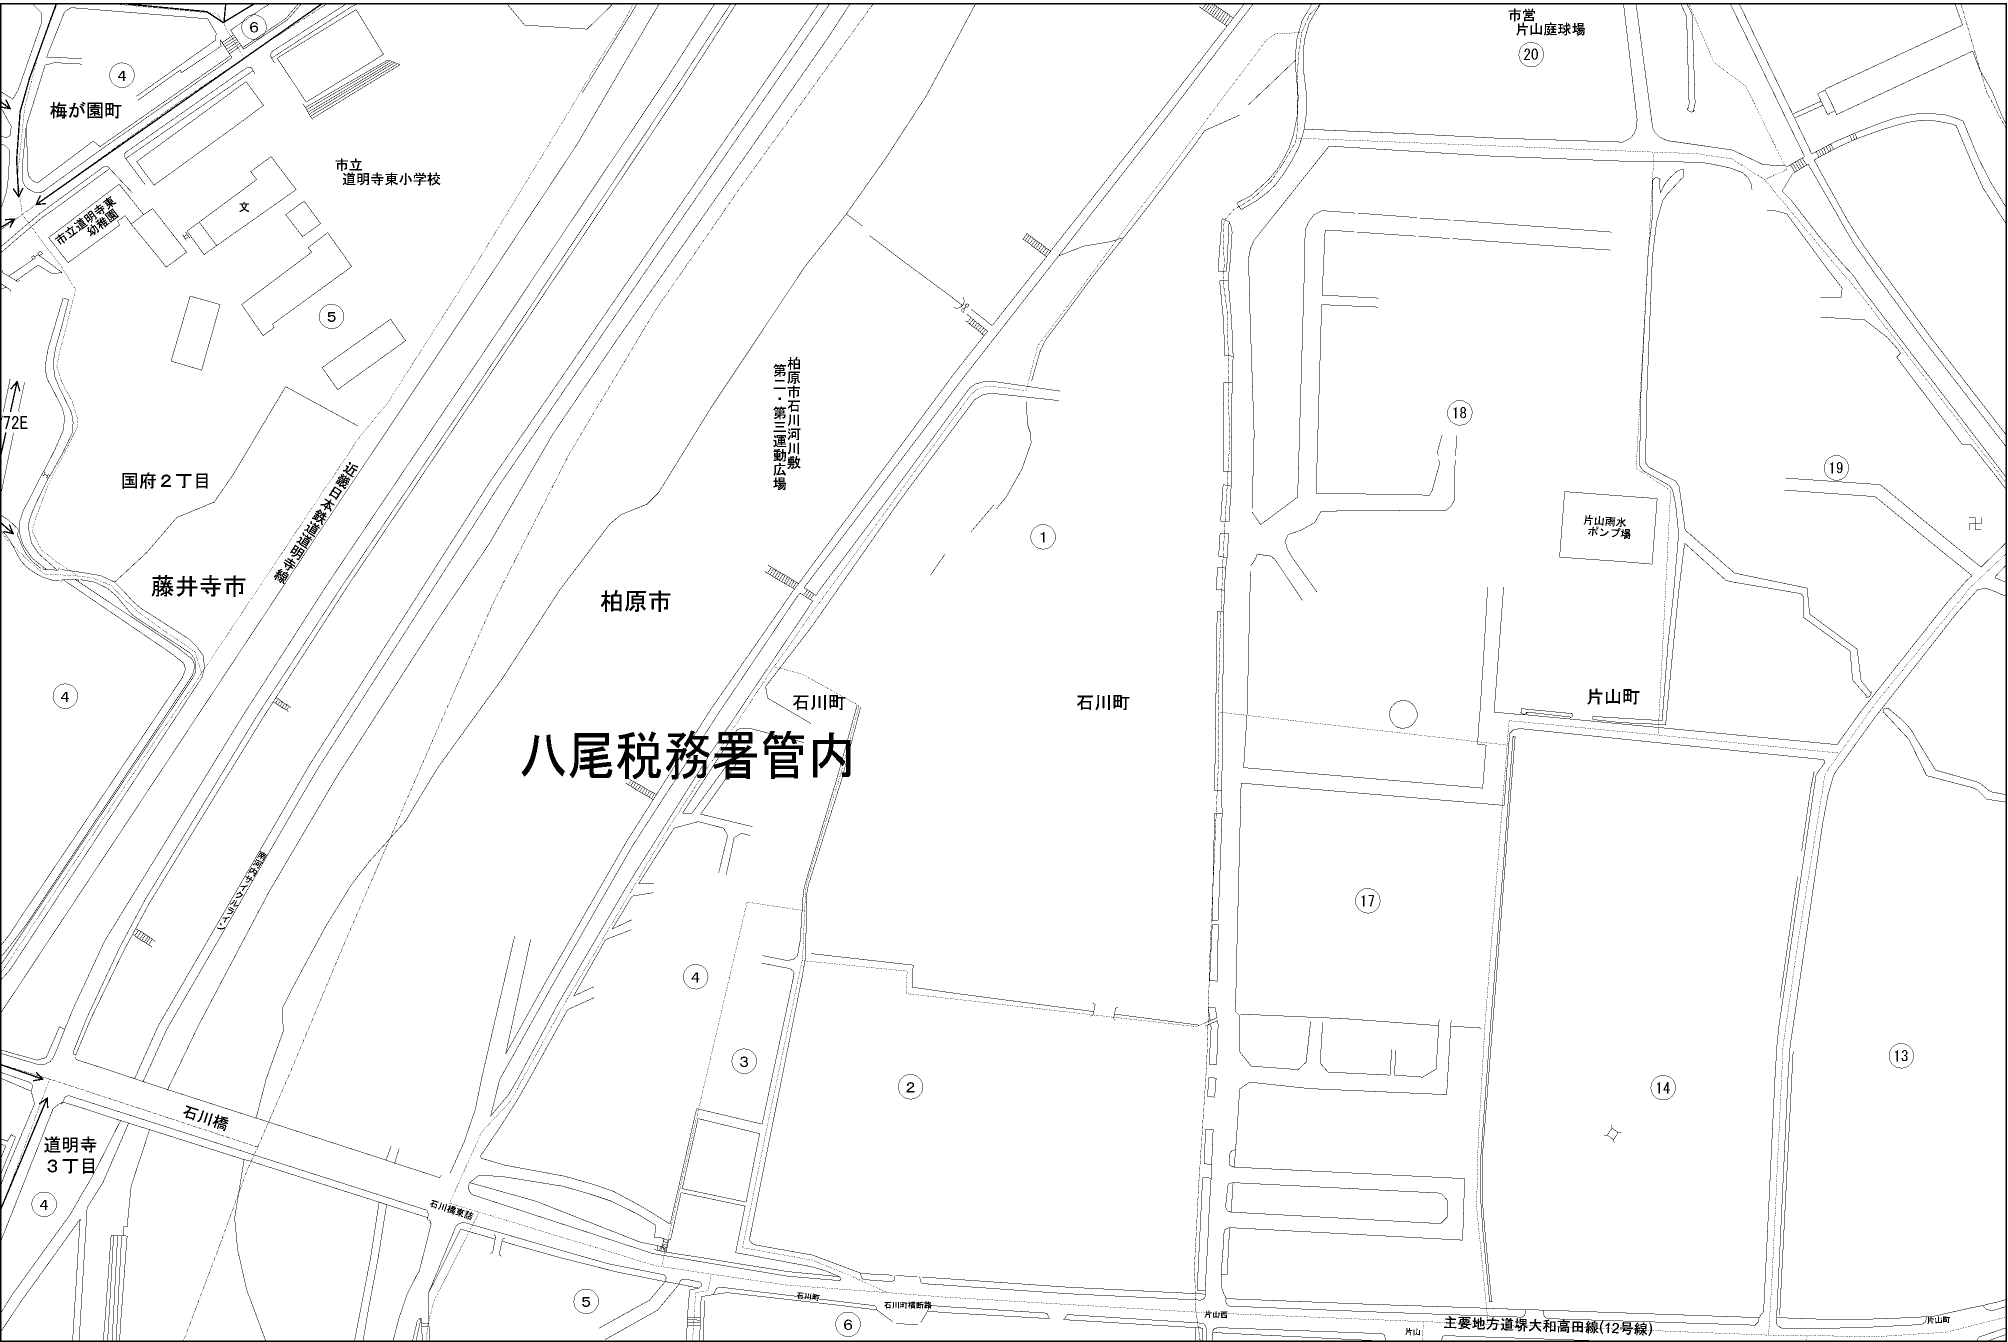 市営
片山庭球場
20
6
4
梅が園町
市立
道明寺東小学校
文
市立道明寺東
幼稚園
5
柏原市石川河川敷
第二・第三運動広場
18
72E
19
国府2丁目
近畿日本鉄道道明寺線
片山雨水
ポンプ場
1
藤井寺市
柏原市
4
石川町
石川町
片山町
八尾税務署管内
17
4
3
2
13
14
石川橋
道明寺
3丁目
4
石川橋東詰
5
石川町
石川町横断路
6
片山西
片山
主要地方道堺大和高田線(12号線)
片山町